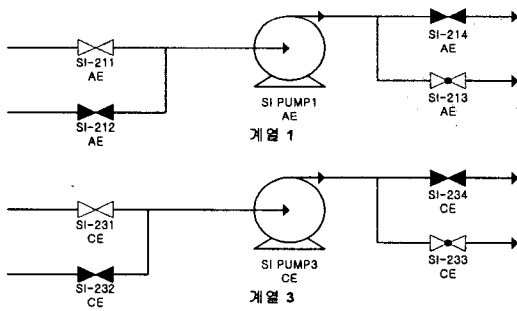 SI-211
AE
SI-212
AE
SI PUMP1
AE
계열 1
SI-214
AE
SI-213
AE
SI-231
CE
SI-232
CE
SI PUMP3
CE
계열 3
SI-234
CE
SI-233
CE